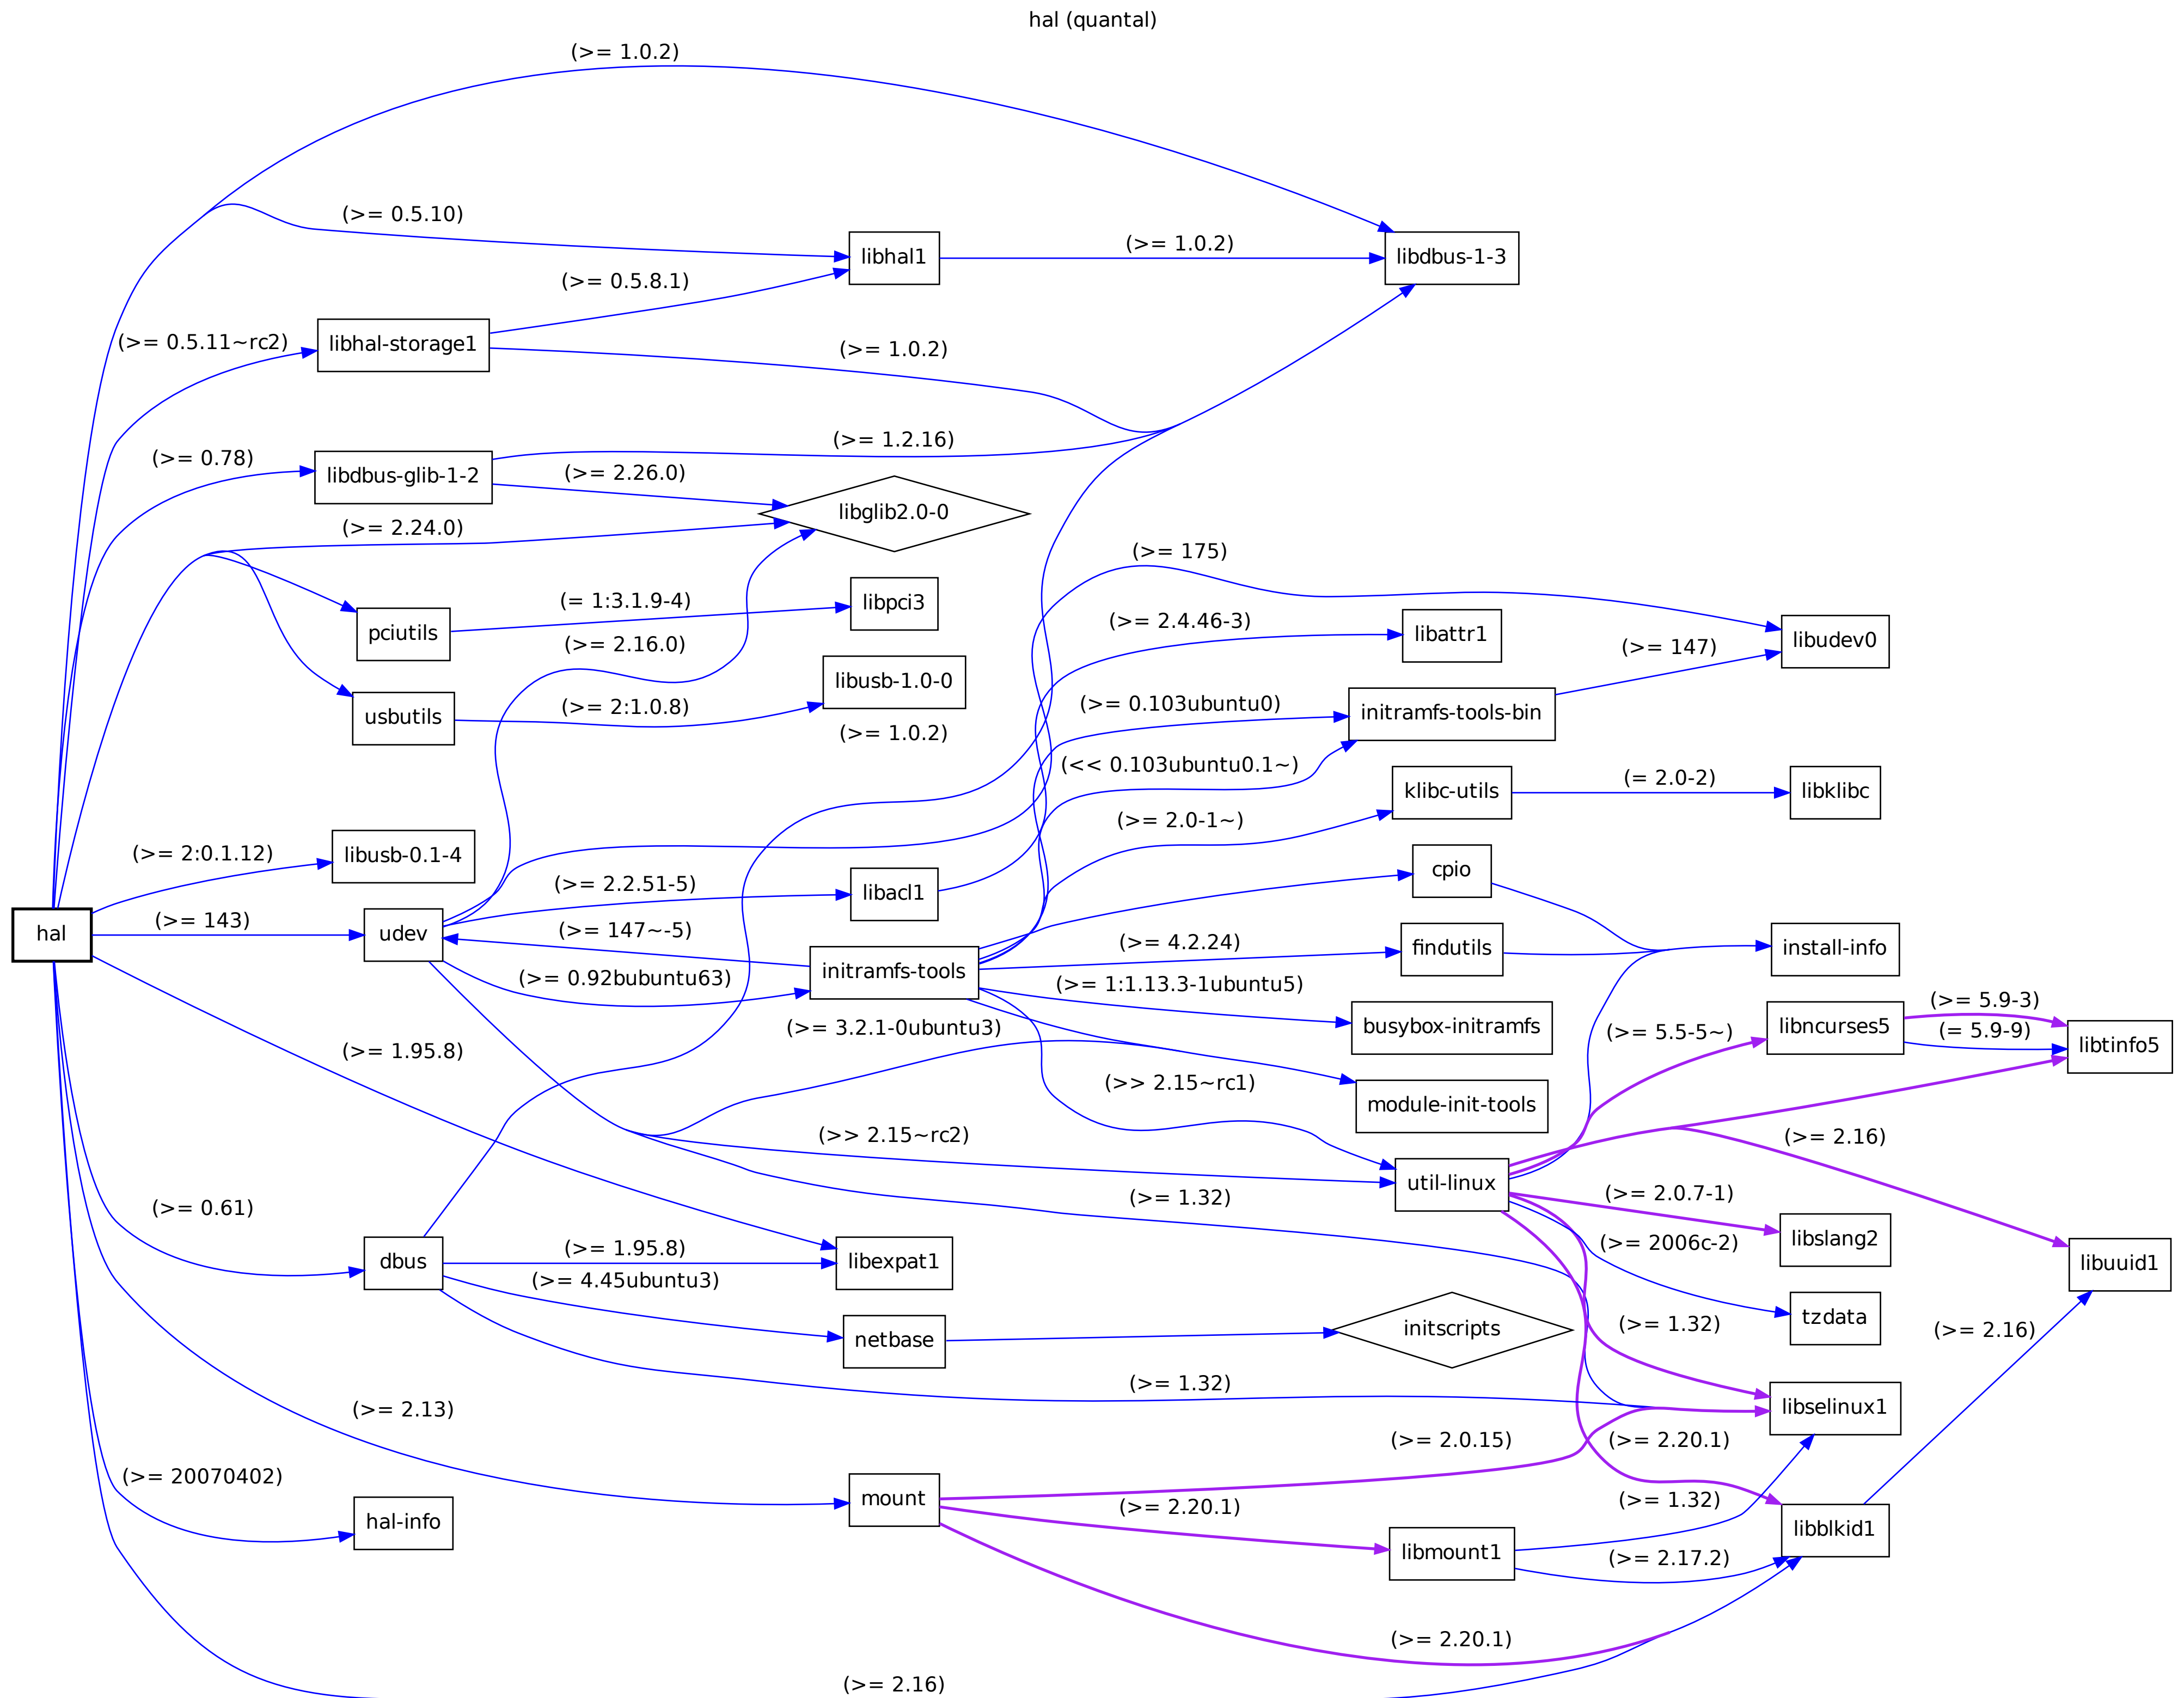 hal (quantal)
(>= 1.0.2)
(>= 0.5.10)
libhal1
(>= 1.0.2)
libdbus-1-3
(>= 0.5.8.1)
(>= 0.5.11~rc2)
libhal-storage1
(>= 1.0.2)
(>= 0.78)
libdbus-glib-1-2
(>= 1.2.16)
(>= 2.26.0)
libglib2.0-0
(>= 2.24.0)
(>= 175)
pciutils
(= 1:3.1.9-4)
libpci3
(>= 2.16.0)
(>= 2.4.46-3)
libattr1
(>= 147)
libudev0
libusb-1.0-0
usbutils
(>= 2:1.0.8)
(>= 1.0.2)
(>= 0.103ubuntu0)
initramfs-tools-bin
(<< 0.103ubuntu0.1~)
klibc-utils
(= 2.0-2)
libklibc
(>= 2.0-1~)
(>= 2:0.1.12)
libusb-0.1-4
cpio
(>= 2.2.51-5)
libacl1
hal
(>= 143)
udev
(>= 147~-5)
(>= 4.2.24)
findutils
install-info
(>= 0.92bubuntu63)
initramfs-tools
(>= 1:1.13.3-1ubuntu5)
busybox-initramfs
(>= 3.2.1-0ubuntu3)
(>= 5.5-5~)
libncurses5
(>= 5.9-3)
(= 5.9-9)
libtinfo5
(>= 1.95.8)
(>> 2.15~rc1)
module-init-tools
(>> 2.15~rc2)
(>= 2.16)
util-linux
(>= 1.32)
(>= 2.0.7-1)
libslang2
(>= 0.61)
dbus
(>= 1.95.8)
libexpat1
(>= 2006c-2)
libuuid1
(>= 4.45ubuntu3)
netbase
initscripts
tzdata
(>= 1.32)
(>= 2.16)
(>= 1.32)
libselinux1
(>= 2.13)
(>= 2.0.15)
(>= 2.20.1)
(>= 20070402)
hal-info
mount
(>= 2.20.1)
(>= 1.32)
libmount1
(>= 2.17.2)
libblkid1
(>= 2.20.1)
(>= 2.16)